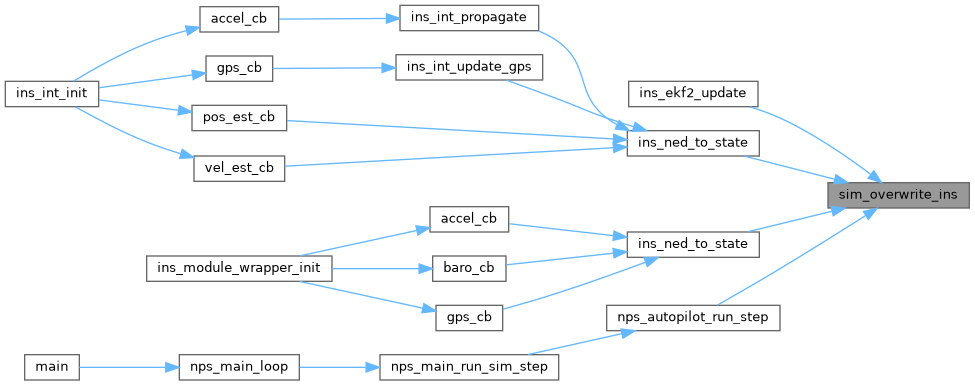 accel_cb
ins_int_propagate
gps_cb
ins_int_update_gps
ins_int_init
ins_ekf2_update
pos_est_cb
ins_ned_to_state
vel_est_cb
sim_overwrite_ins
accel_cb
ins_ned_to_state
ins_module_wrapper_init
baro_cb
gps_cb
nps_autopilot_run_step
main
nps_main_loop
nps_main_run_sim_step